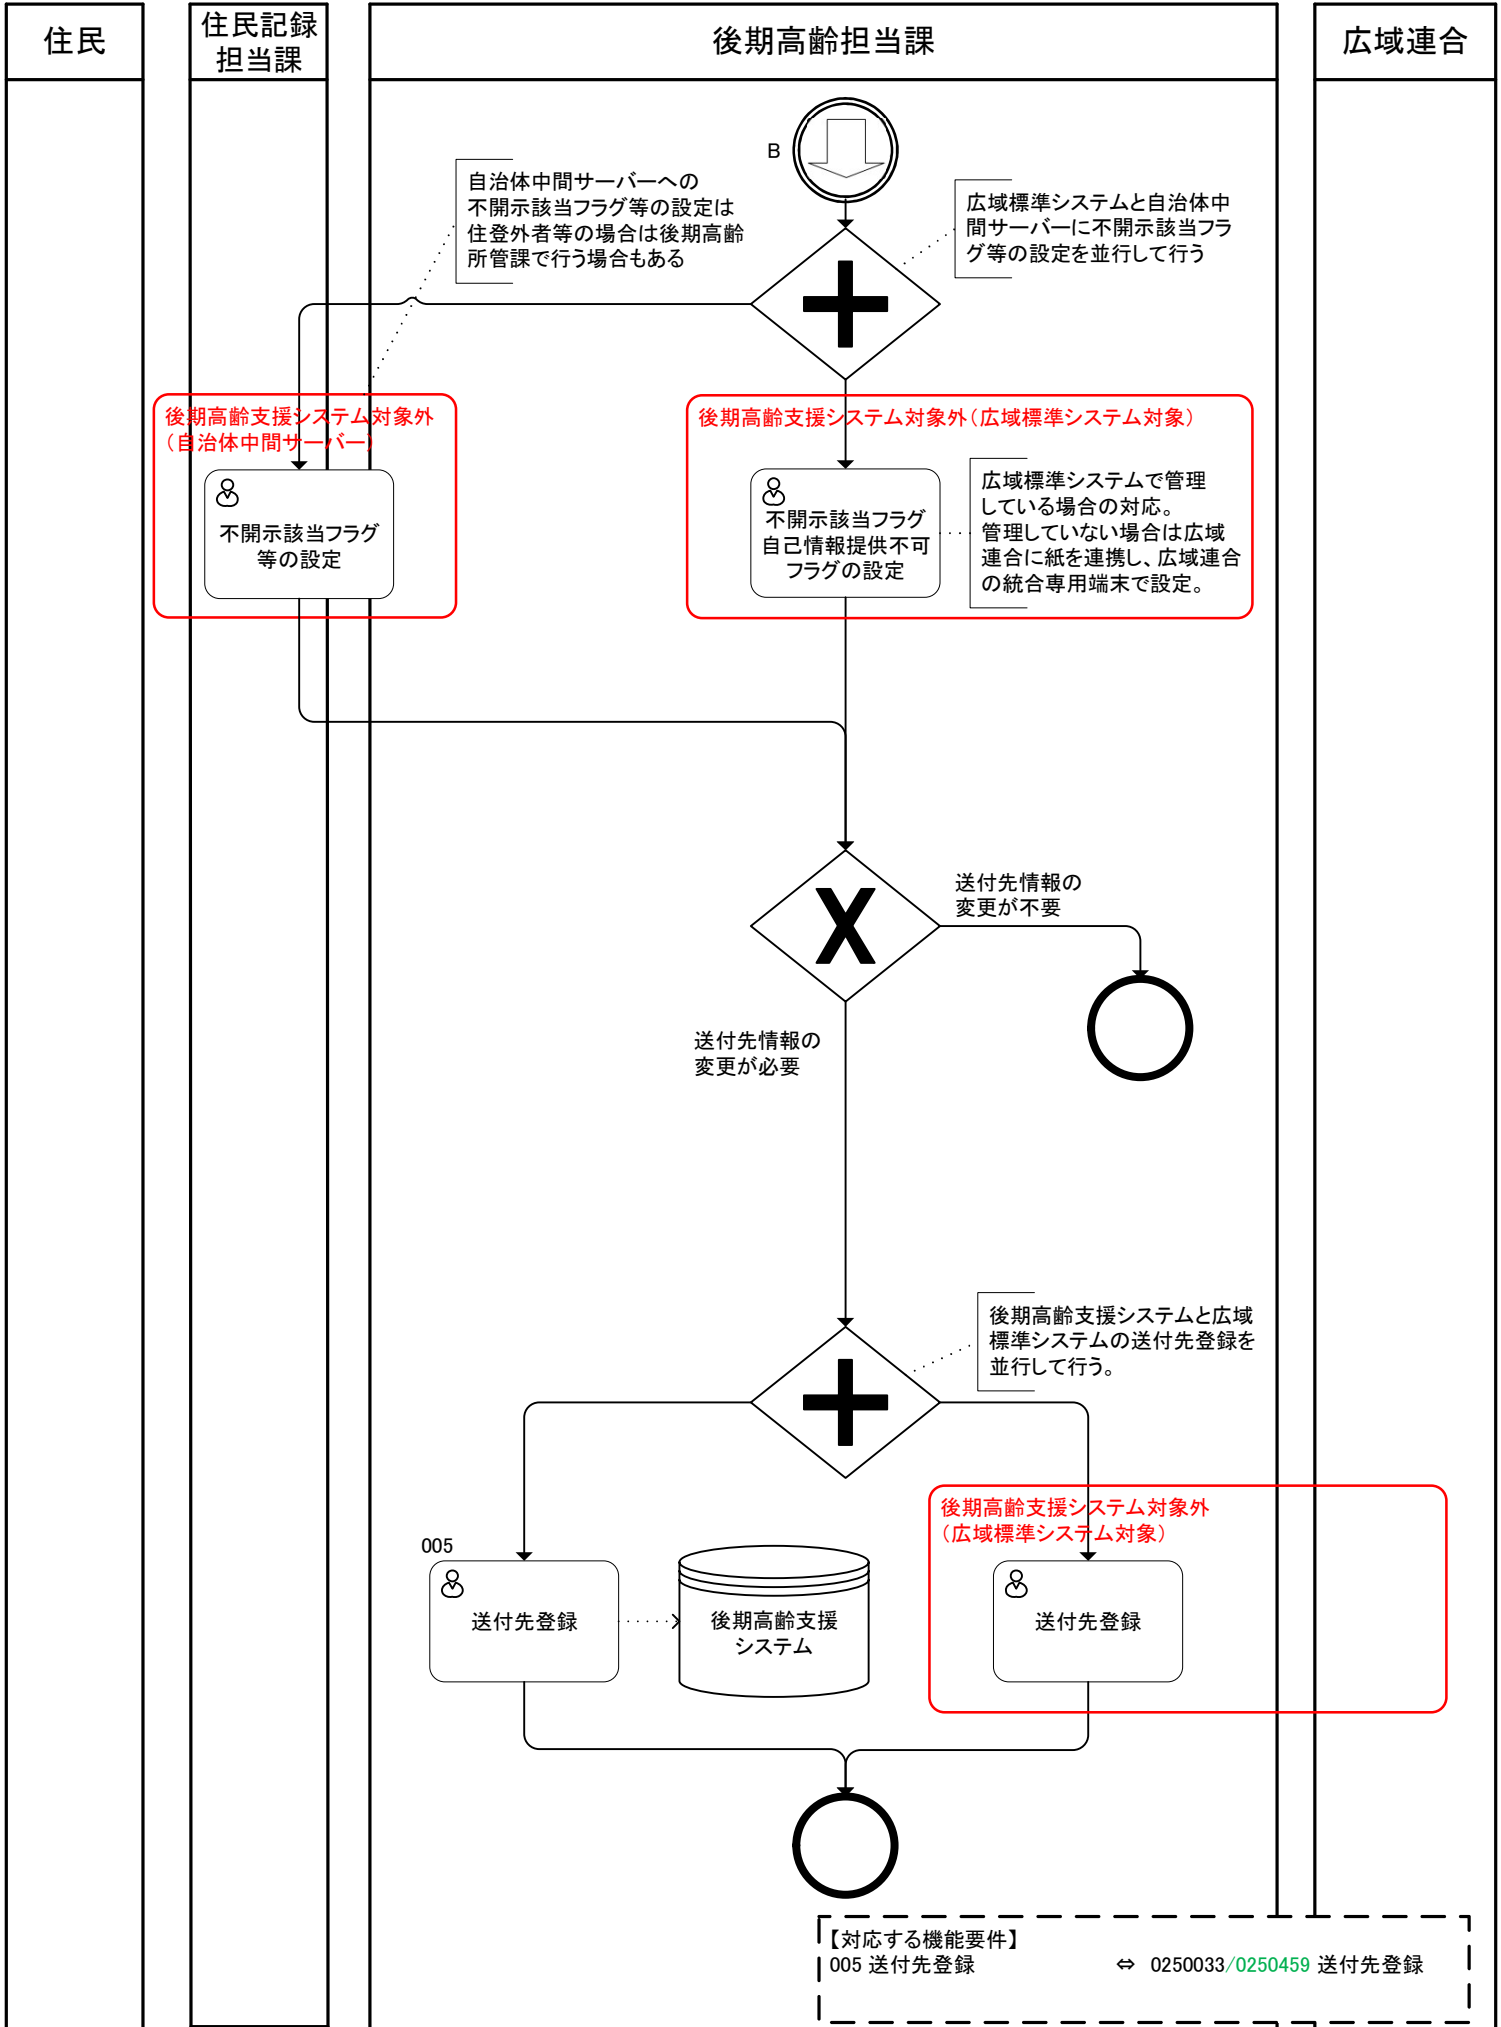 住民
住民記録
担当課
後期高齢担当課
広域連合
B
自治体中間サーバーへの
不開示該当フラグ等の設定は
住登外者等の場合は後期高齢
所管課で行う場合もある
広域標準システムと自治体中
間サーバーに不開示該当フラ
グ等の設定を並行して行う
後期高齢支援システム対象外
（自治体中間サーバー）
不開示該当フラグ
等の設定
後期高齢支援システム対象外（広域標準システム対象）
不開示該当フラグ
自己情報提供不可
フラグの設定
広域標準システムで管理
している場合の対応。
管理していない場合は広域
連合に紙を連携し、広域連合
の統合専用端末で設定。
送付先情報の
変更が不要
送付先情報の
変更が必要
後期高齢支援システムと広域
標準システムの送付先登録を
並行して行う。
005
送付先登録
後期高齢支援
システム
後期高齢支援システム対象外
（広域標準システム対象）
送付先登録
【対応する機能要件】
005 送付先登録 ⇔ 0250033/0250459 送付先登録